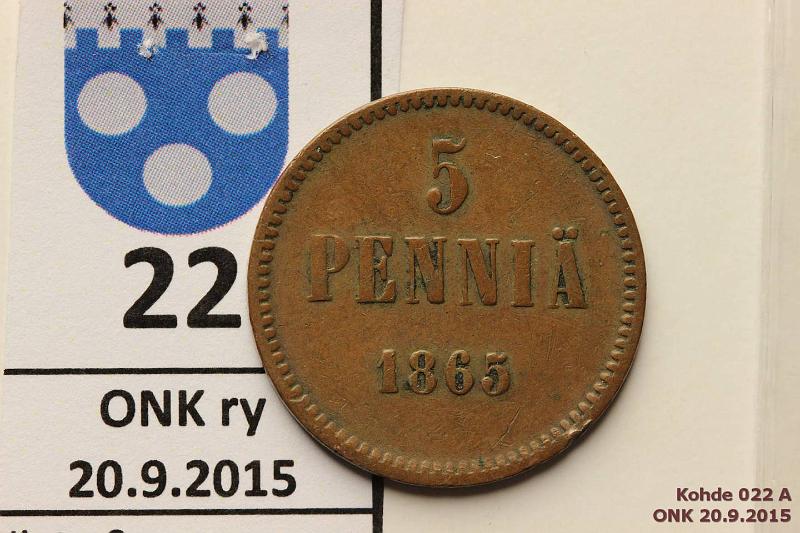 22
ONK ry
20.9.2015
5
PENNIÄ
1865
Kohde 022 A
ONK 20.9.2015